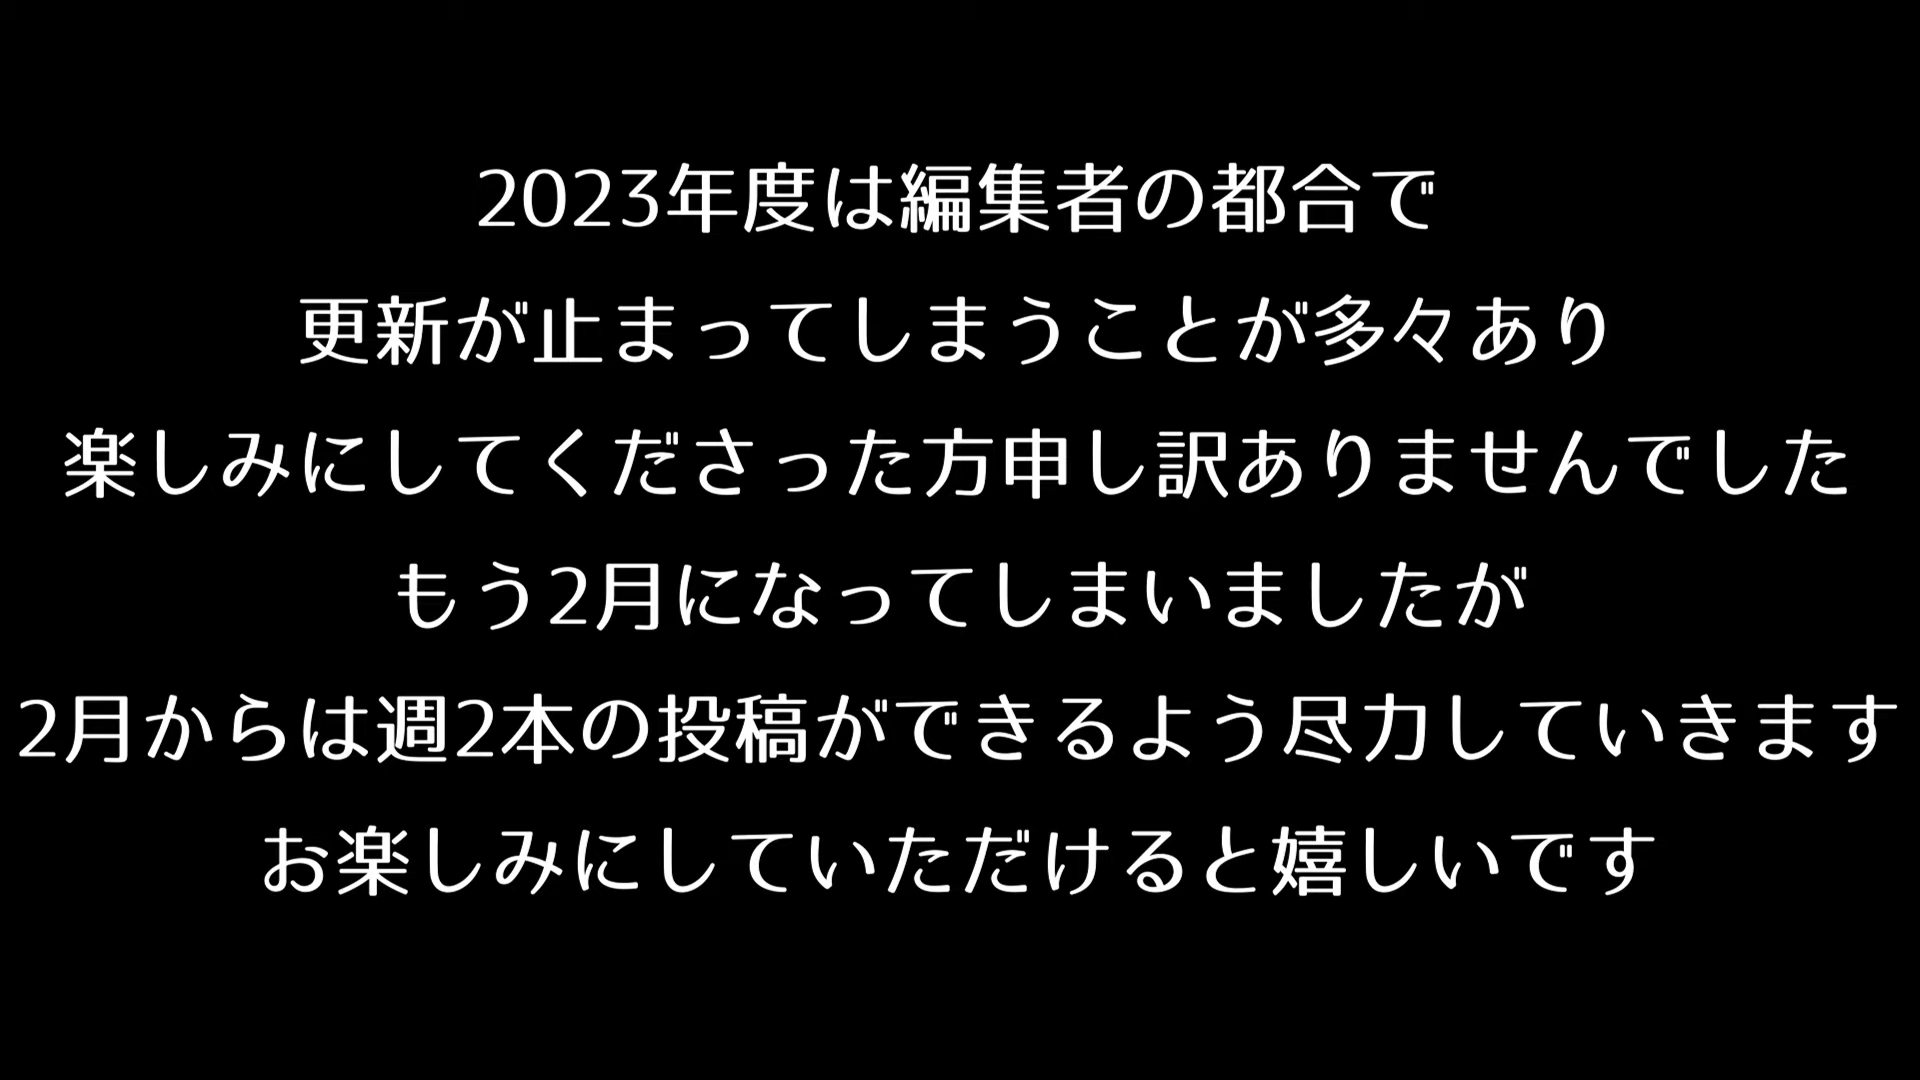 2023年度は編集者の都合で
更新が止まってしまうことが多々あり
楽しみにしてくださった方申し訳ありませんでした
もう2月になってしまいましたが
2月からは週2本の投稿ができるよう尽力していきます
お楽しみにしていただけると嬉しいです